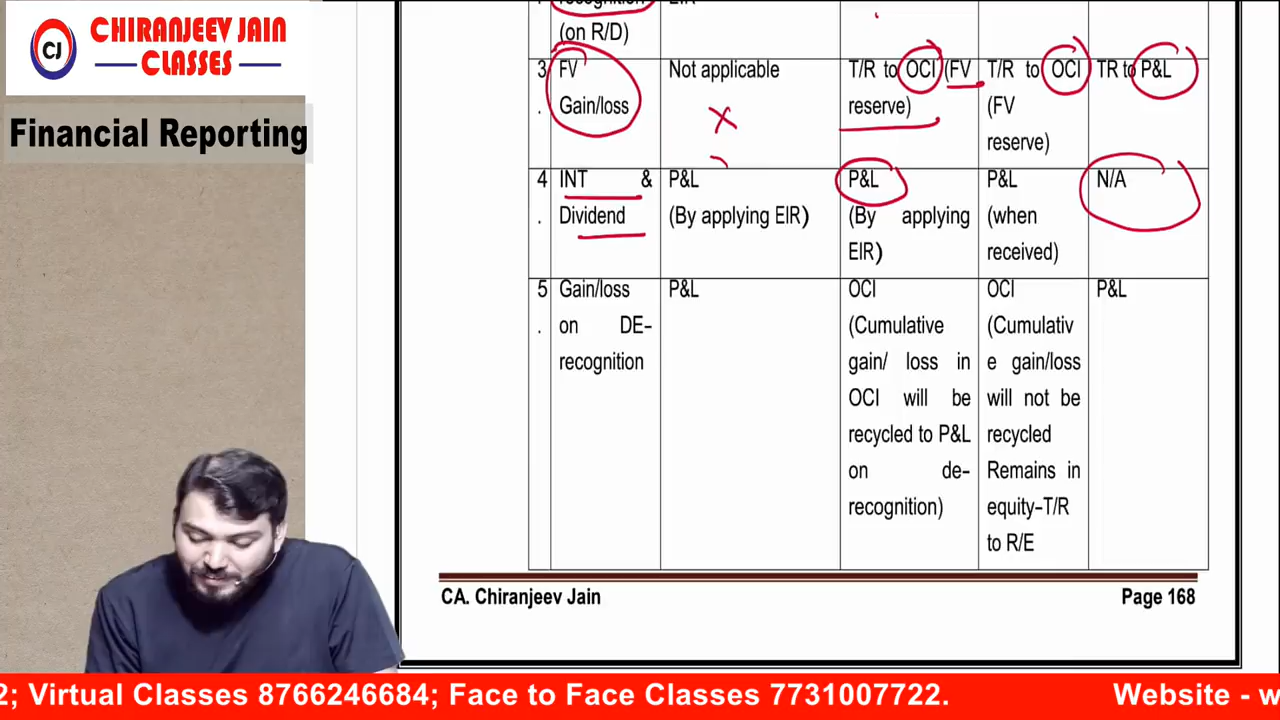 CHIRANJEEV JAIN
CLASSES
CJ
Financial Reporting
(on R/D)
3
.
FV
Gain/loss
Not applicable
T/R to OCI (FV
reserve)
T/R to OCI
(FV
reserve)
TR to P&L
4
.
INT &
Dividend
P&L
(By applying EIR)
P&L
(By applying
EIR)
P&L
(when
received)
N/A
5
.
Gain/loss
on DE-
recognition
P&L
OCI
(Cumulative
gain/ loss in
OCI will be
recycled to P&L
on de-
recognition)
OCI
(Cumulativ
e gain/loss
will not be
recycled
Remains in
equity-T/R
to R/E
P&L
CA. Chiranjeev Jain
Page 168
2; Virtual Classes 8766246684; Face to Face Classes 7731007722.
Website - w